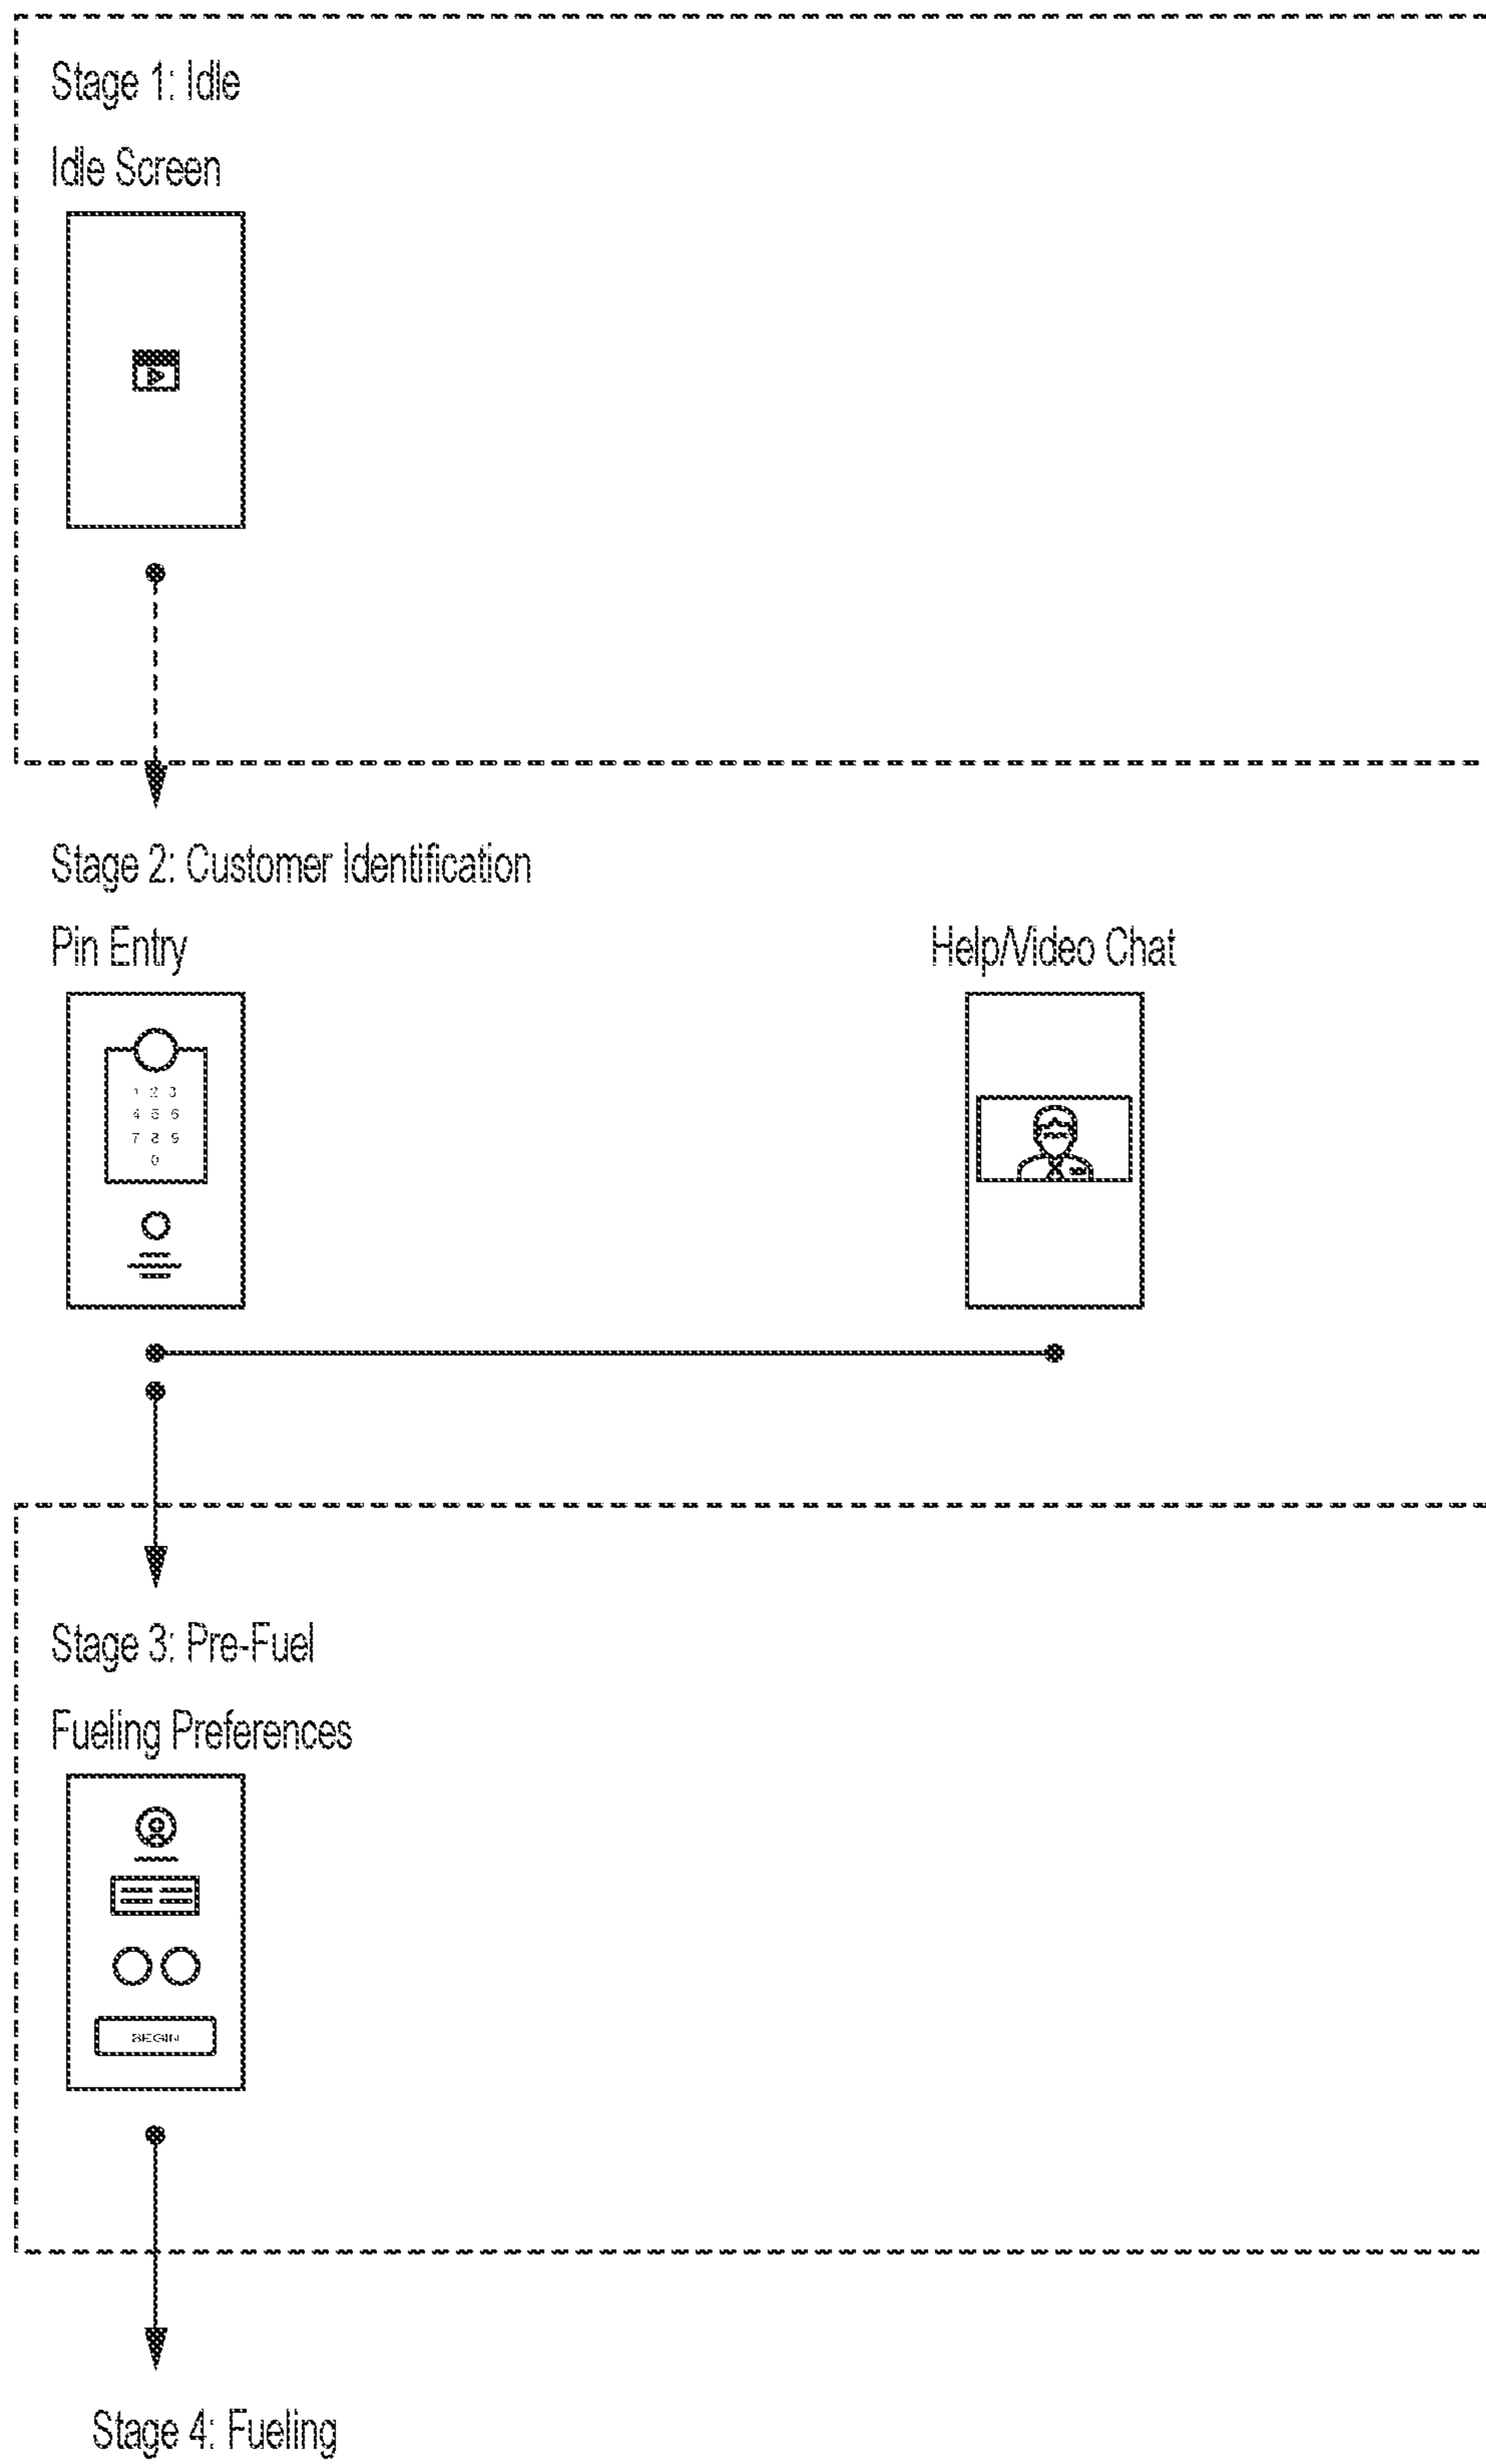 Stage 1: Idle
Idle Screen
Stage 2: Customer Identification
Pin Entry
Help/Video Chat
1 2 3
4 5 6
7 8 9
0
Stage 3: Pre-Fuel
Fueling Preferences
BEGIN
Stage 4: Fueling